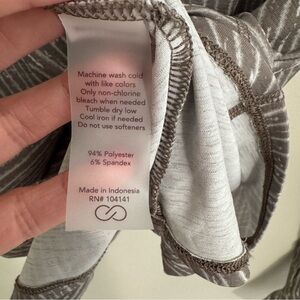 Machine wash cold
with like colors
Only non-chlorine
bleach when needed
Tumble dry low
Cool iron if needed
Do not use softeners
94% Polyester
6% Spandex
Made in Indonesia
RN# 104141